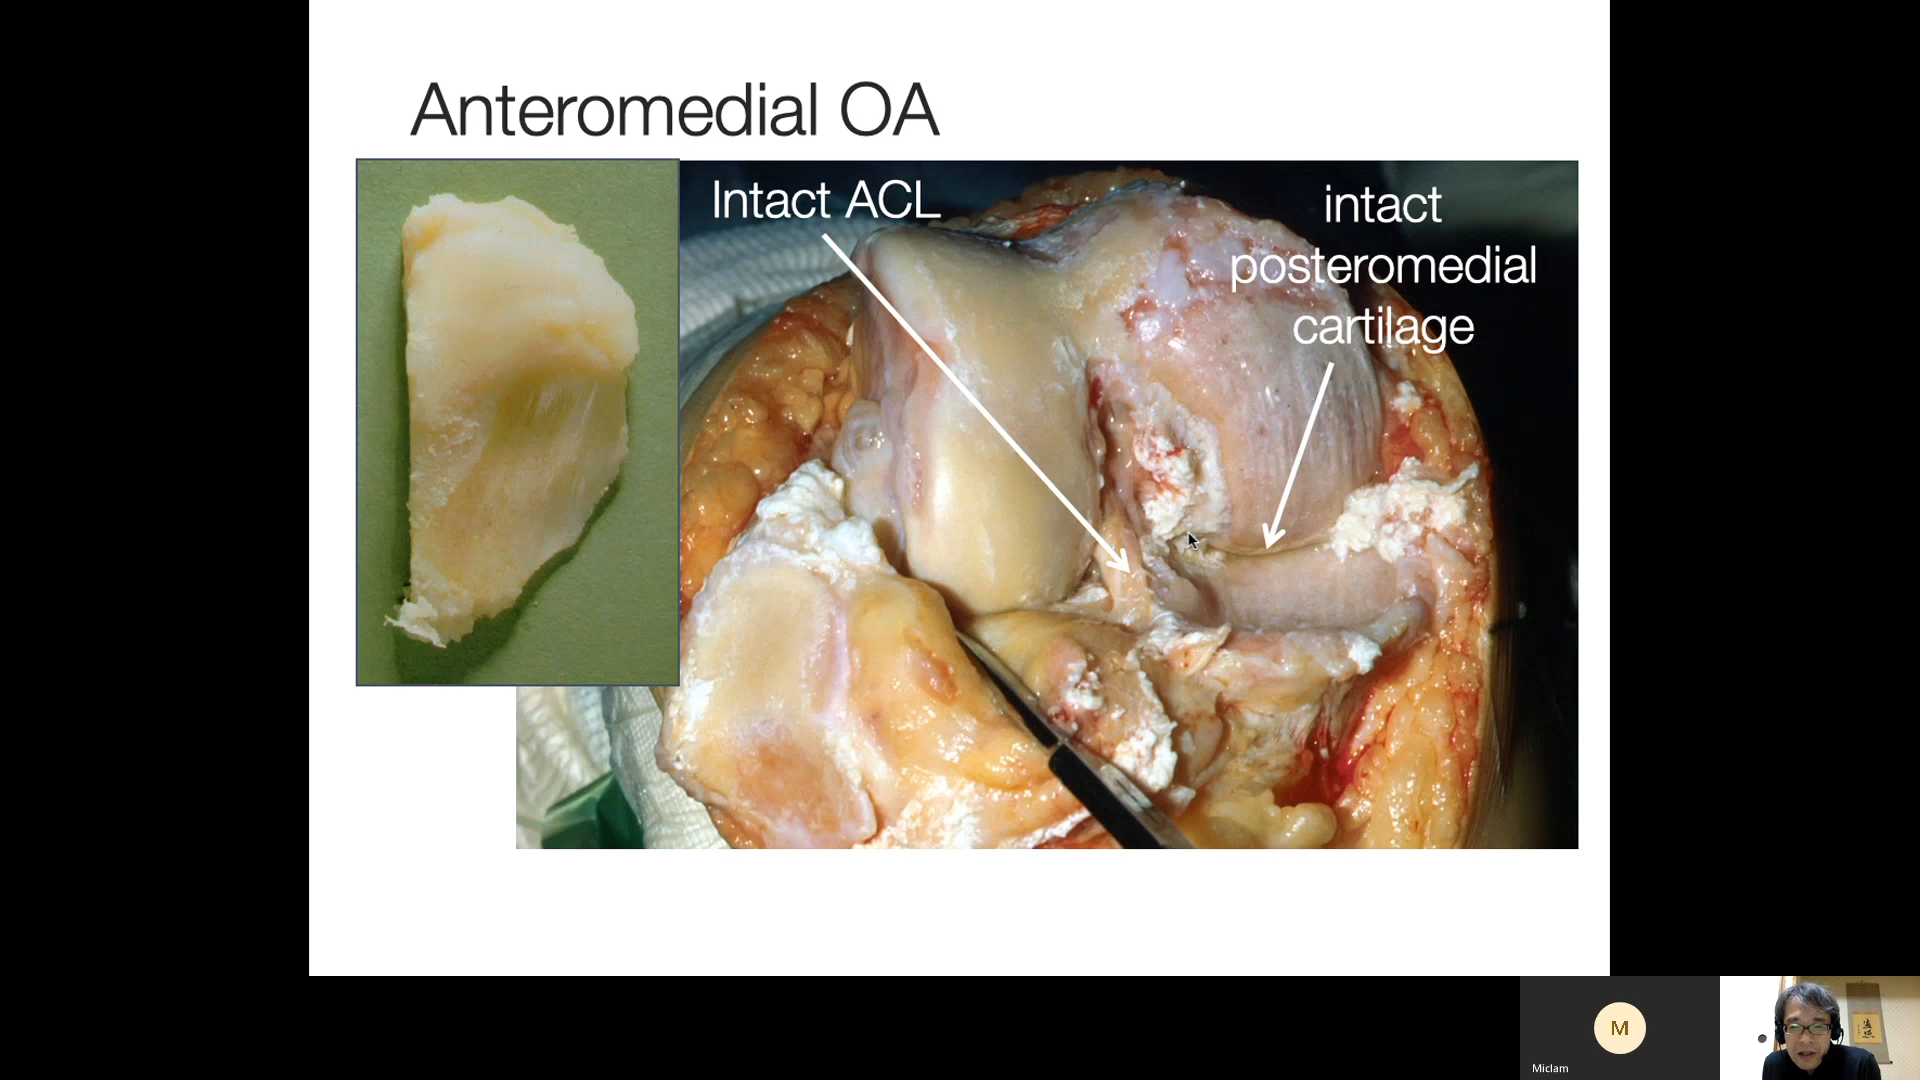 Anteromedial OA
Intact ACL
intact
posteromedial
cartilage
M
Miclam